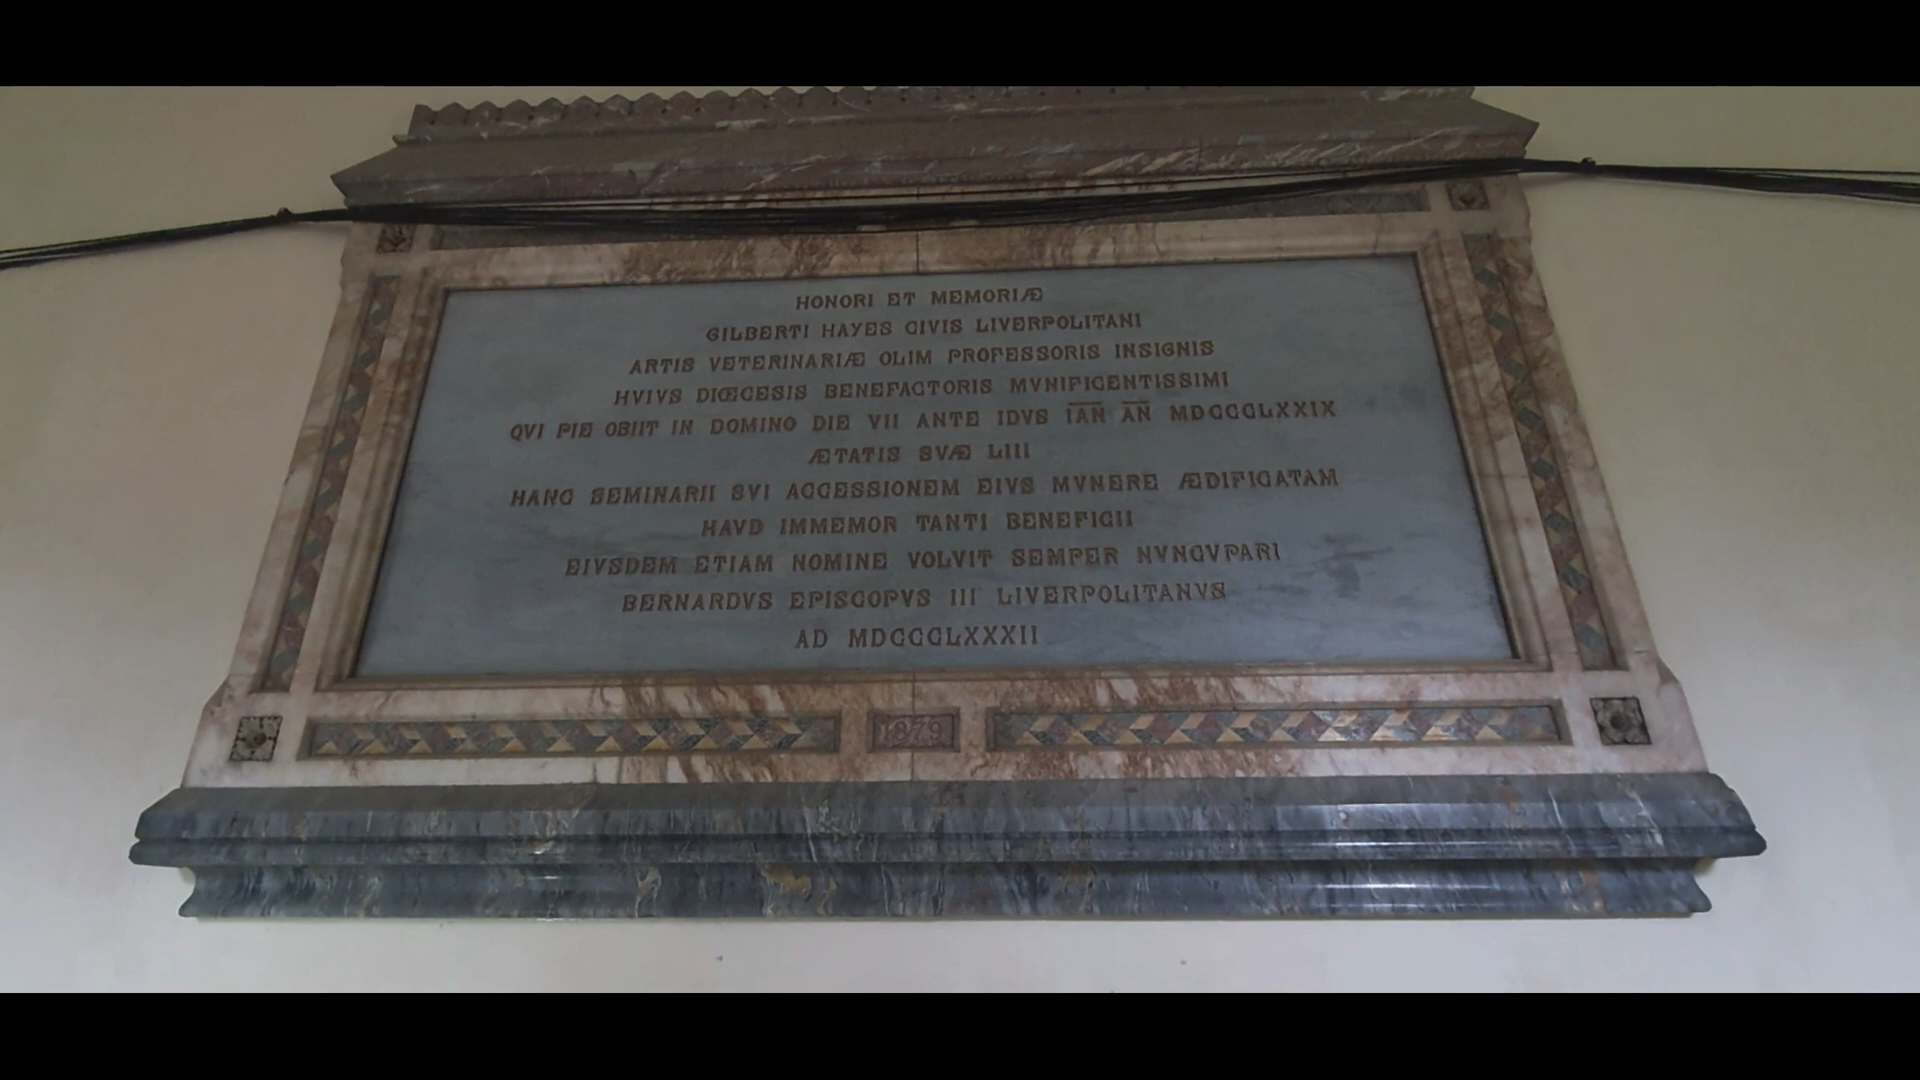 HONORI ET MEMORIÆ
GILBERTI HAYES CIVIS LIVERPOLITANI
ARTIS VETERINARIÆ OLIM PROFESSORIS INSIGNIS
HVIVS DIŒCESIS BENEFACTORIS MVNIFICENTISSIMI
QVI PIE OBIIT IN DOMINO DIE VII ANTE IDVS IAN̅ AN̅ MDCCCLXXIX
ÆTATIS SVÆ LIII
HANC SEMINARII SVI ACCESSIONEM EIVS MVNERE ÆDIFICATAM
HAVD IMMEMOR TANTI BENEFICII
EIVSDEM ETIAM NOMINE VOLVIT SEMPER NVNCVPARI
BERNARDVS EPISCOPVS III LIVERPOLITANVS
AD MDCCCLXXXII
1879